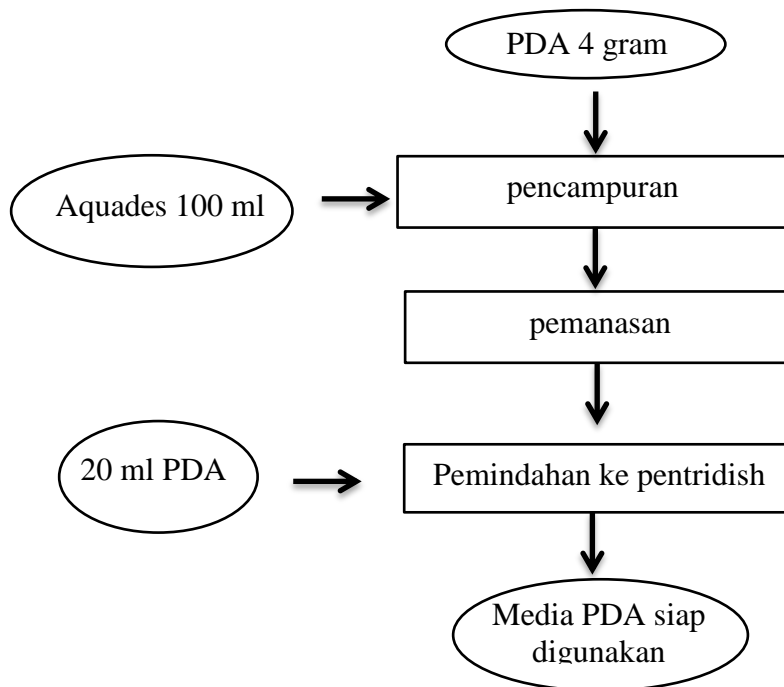 PDA 4 gram
Aquades 100 ml
pencampuran
pemanasan
20 ml PDA
Pemindahan ke pentridish
Media PDA siap
digunakan